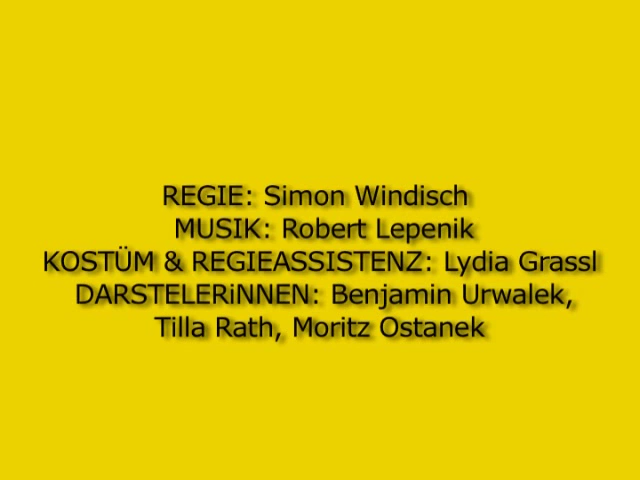 REGIE: Simon Windisch
MUSIK: Robert Lepenik
KOSTÜM & REGIEASSISTENZ: Lydia Grassl
DARSTELERiNNEN: Benjamin Urwalek,
Tilla Rath, Moritz Ostanek